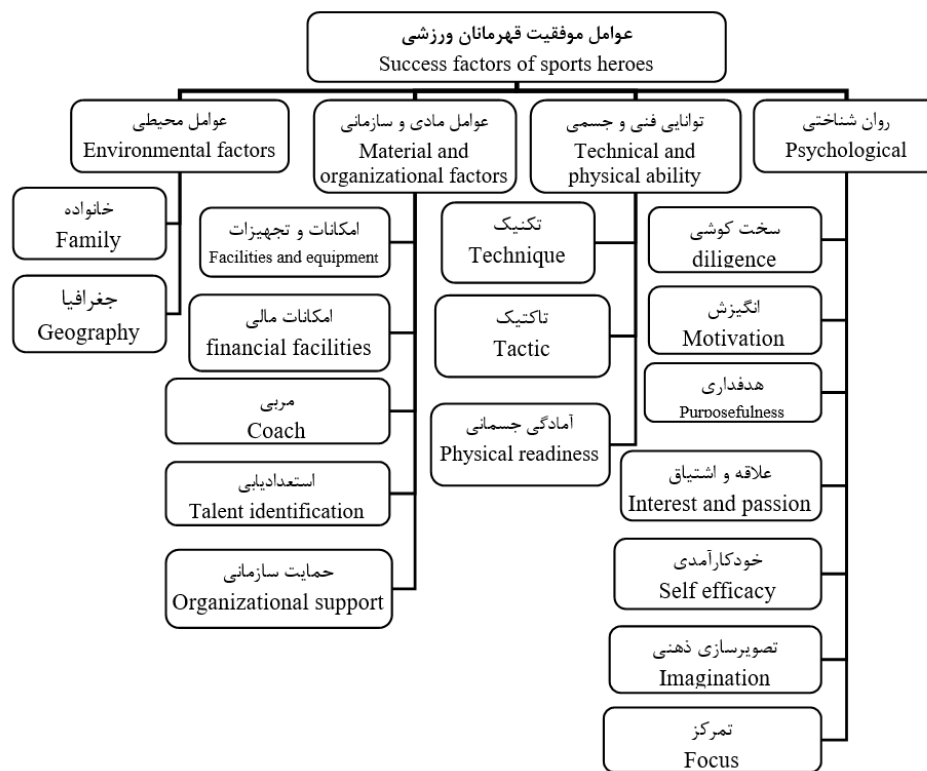 عوامل موفقیت قهرمانان ورزشی
Success factors of sports heroes
عوامل محیطی
Environmental factors
خانواده
Family
جغرافیا
Geography
عوامل مادی و سازمانی
Material and
organizational factors
امکانات و تجهیزات
Facilities and equipment
امکانات مالی
financial facilities
مربی
Coach
استعدادیابی
Talent identification
حمایت سازمانی
Organizational support
توانایی فنی و جسمی
Technical and
physical ability
تکنیک
Technique
تاکتیک
Tactic
آمادگی جسمانی
Physical readiness
روان شناختی
Psychological
سخت کوشی
diligence
انگیزش
Motivation
هدفداری
Purposefulness
علاقه و اشتیاق
Interest and passion
خودکارآمدی
Self efficacy
تصویرسازی ذهنی
Imagination
تمرکز
Focus